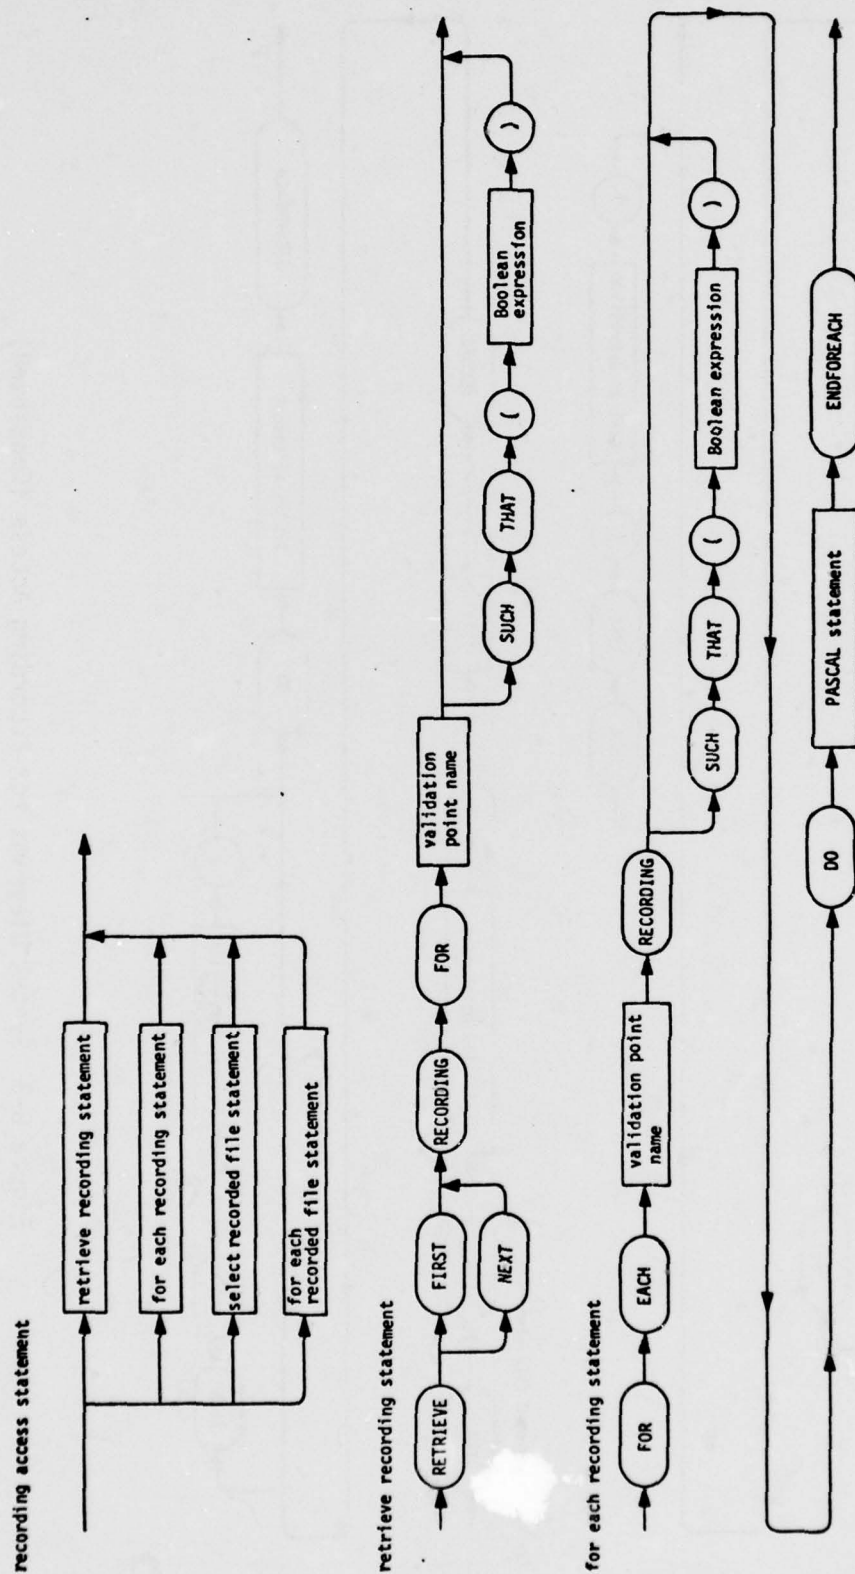 recording access statement
retrieve recording statement
for each recording statement
select recorded file statement
for each
recorded file statement
retrieve recording statement
RETRIEVE
FIRST
NEXT
RECORDING
FOR
validation
point name
SUCH
THAT
(
Boolean
expression
)
for each recording statement
FOR
EACH
validation point
name
RECORDING
SUCH
THAT
(
Boolean expression
)
DO
PASCAL statement
ENDFOREACH